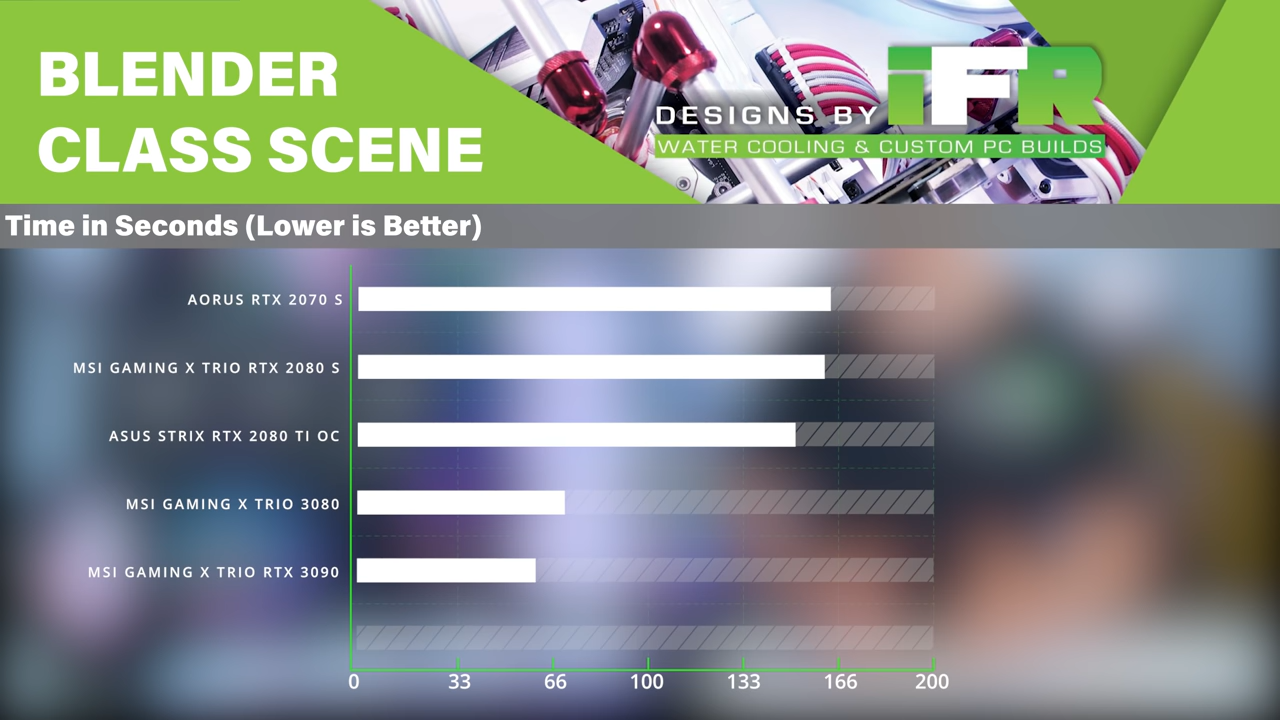 BLENDER
CLASS SCENE
DESIGNS BY iFR
WATER COOLING & CUSTOM PC BUILDS
Time in Seconds (Lower is Better)
AORUS RTX 2070 S
MSI GAMING X TRIO RTX 2080 S
ASUS STRIX RTX 2080 TI OC
MSI GAMING X TRIO 3080
MSI GAMING X TRIO RTX 3090
0 33 66 100 133 166 200